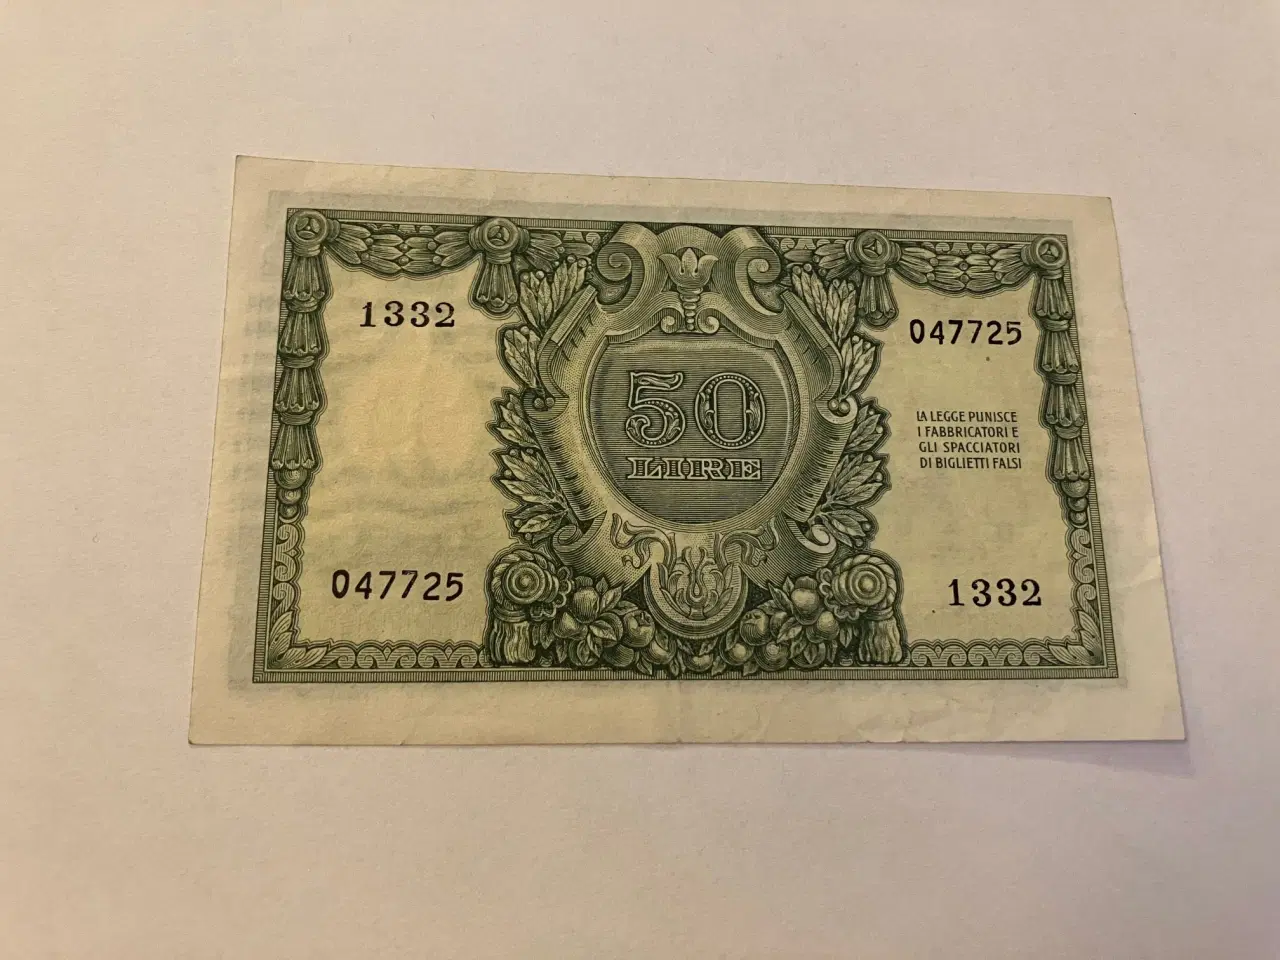 1332
047725
50
LIRE
LA LEGGE PUNISCE
I FABBRICATORI E
GLI SPACCIATORI
DI BIGLIETTI FALSI
047725
1332